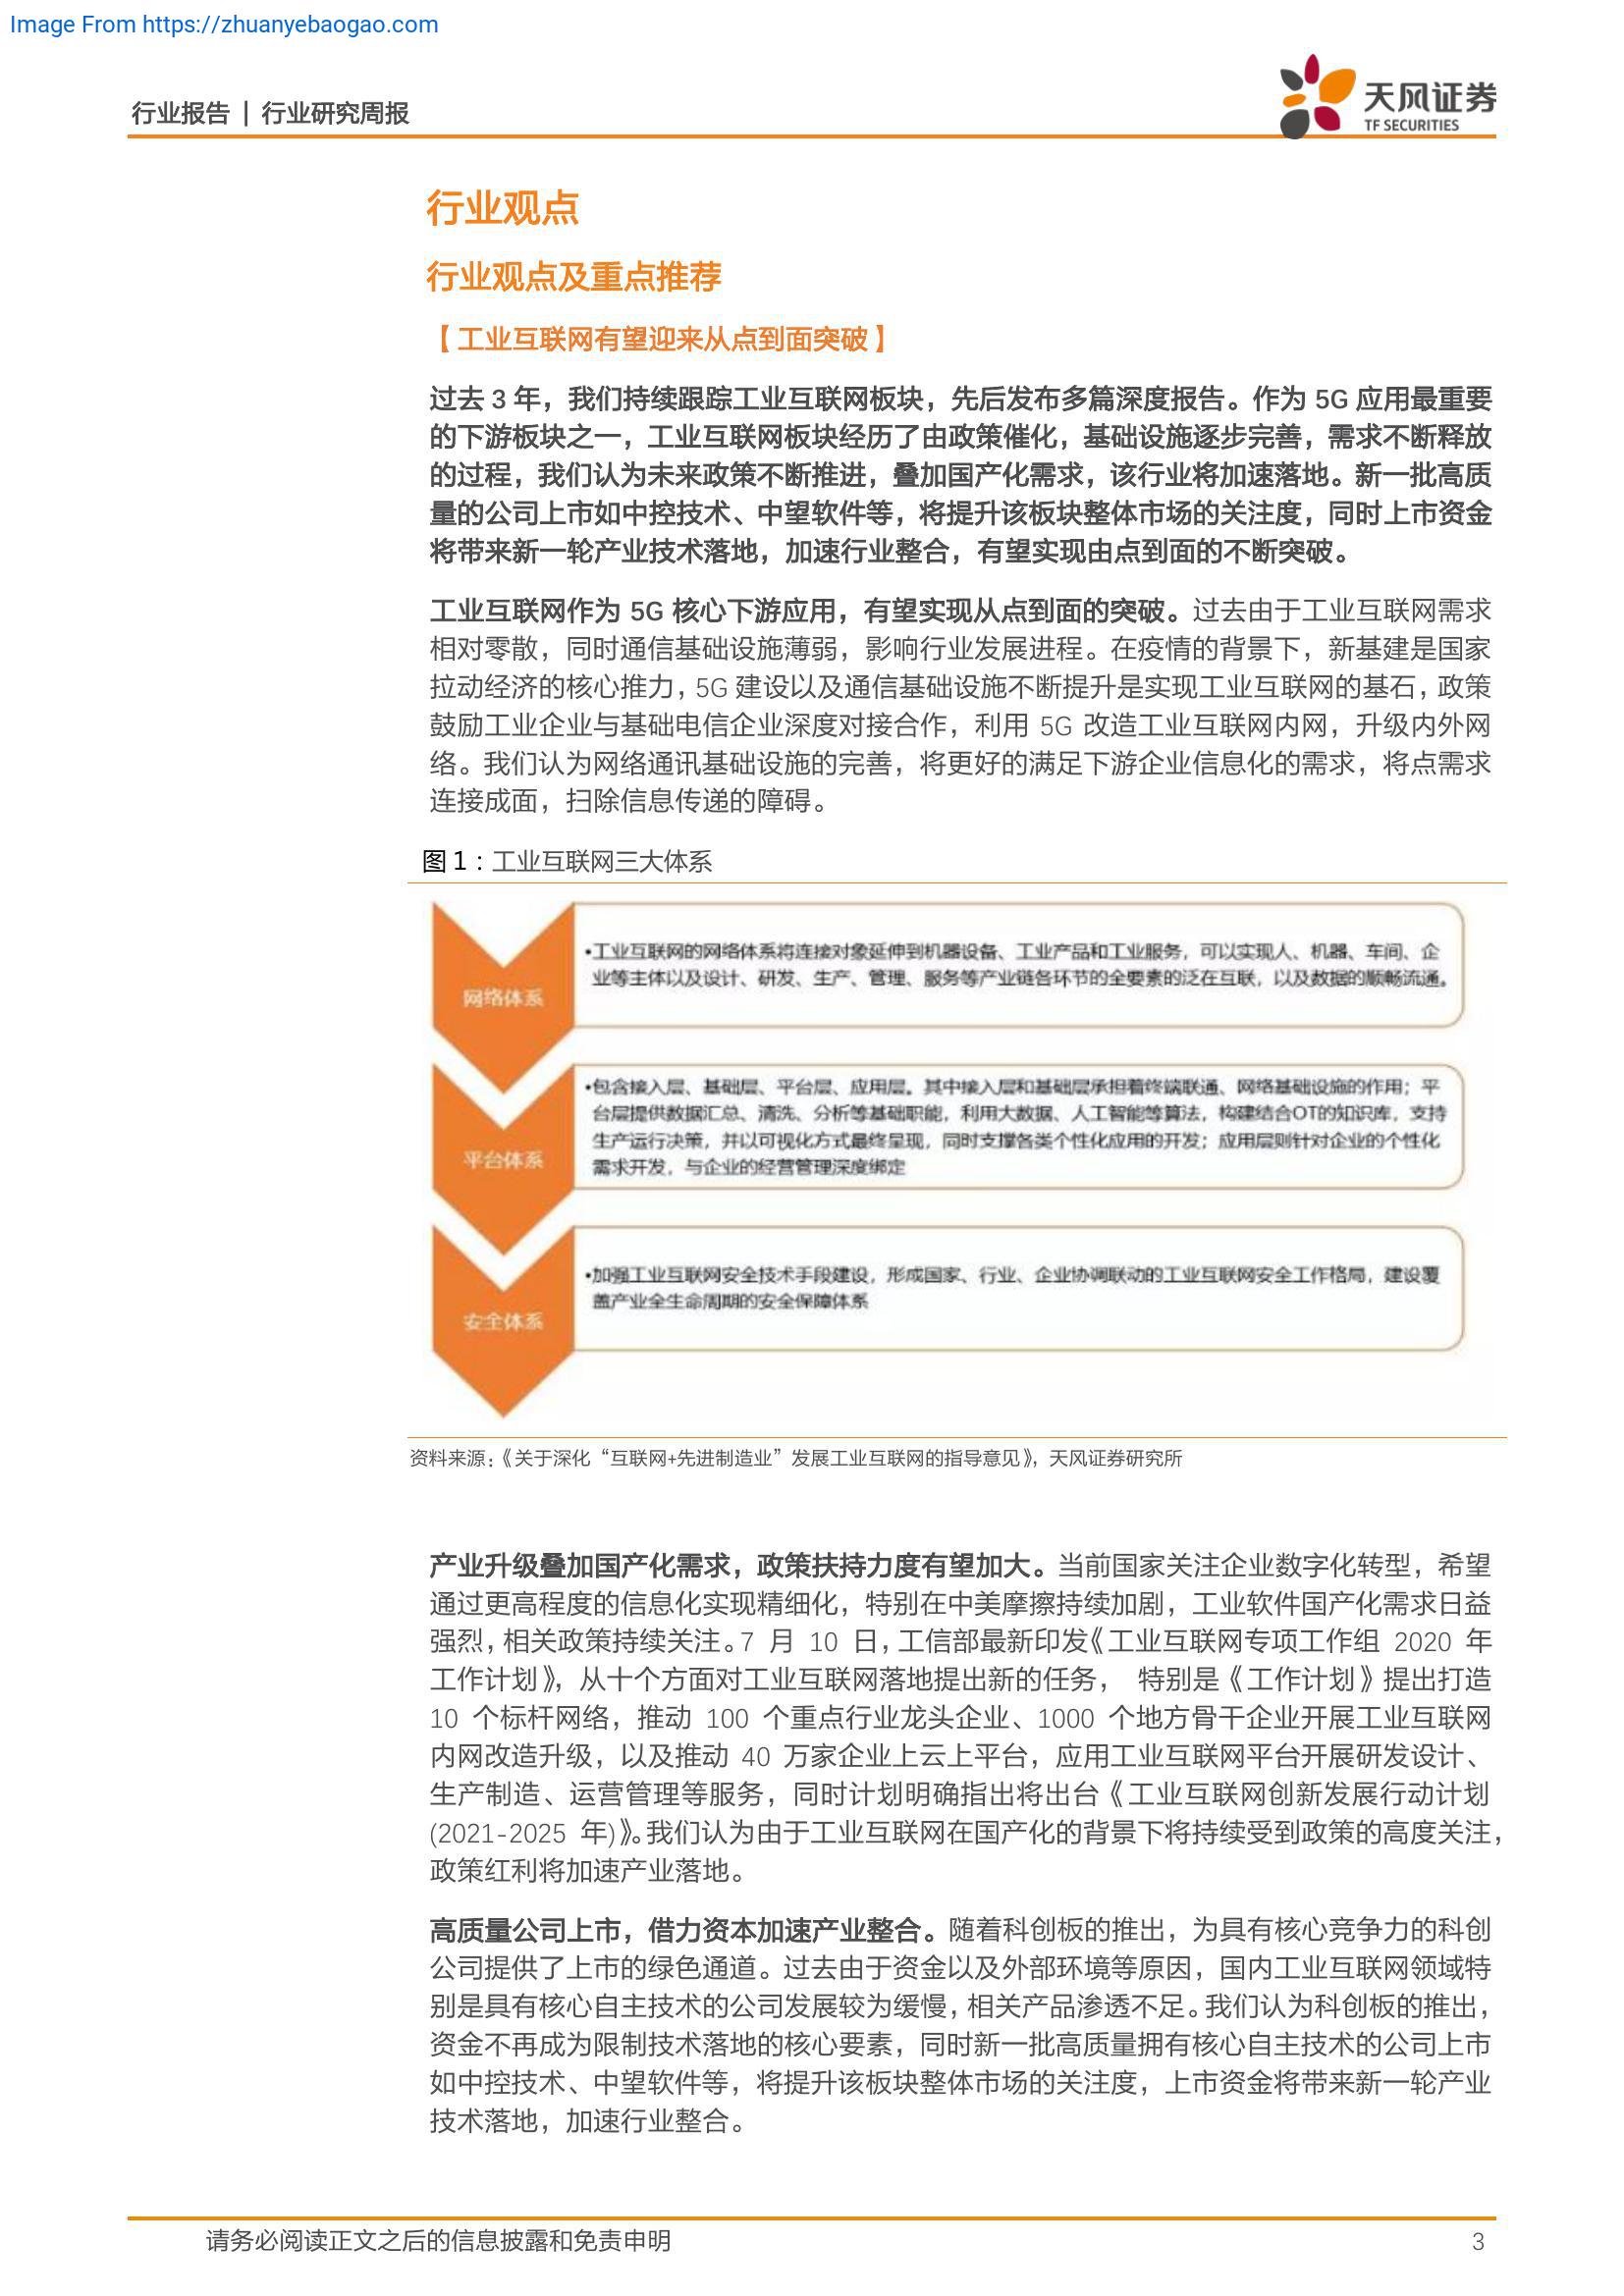 Image From https://zhuanyebaogao.com
行业报告 | 行业研究周报
天风证券
TF SECURITIES
行业观点
行业观点及重点推荐
【工业互联网有望迎来从点到面突破】
过去 3 年，我们持续跟踪工业互联网板块，先后发布多篇深度报告。作为 5G 应用最重要
的下游板块之一，工业互联网板块经历了由政策催化，基础设施逐步完善，需求不断释放
的过程，我们认为未来政策不断推进，叠加国产化需求，该行业将加速落地。新一批高质
量的公司上市如中控技术、中望软件等，将提升该板块整体市场的关注度，同时上市资金
将带来新一轮产业技术落地，加速行业整合，有望实现由点到面的不断突破。
工业互联网作为 5G 核心下游应用，有望实现从点到面的突破。过去由于工业互联网需求
相对零散，同时通信基础设施薄弱，影响行业发展进程。在疫情的背景下，新基建是国家
拉动经济的核心推力，5G 建设以及通信基础设施不断提升是实现工业互联网的基石，政策
鼓励工业企业与基础电信企业深度对接合作，利用 5G 改造工业互联网内网，升级内外网
络。我们认为网络通讯基础设施的完善，将更好的满足下游企业信息化的需求，将点需求
连接成面，扫除信息传递的障碍。
图 1：工业互联网三大体系
网络体系
•工业互联网的网络体系将连接对象延伸到机器设备、工业产品和工业服务，可以实现人、机器、车间、企
业等主体以及设计、研发、生产、管理、服务等产业链各环节的全要素的泛在互联，以及数据的顺畅流通。
平台体系
•包含接入层、基础层、平台层、应用层。其中接入层和基础层承担着终端联通、网络基础设施的作用；平
台层提供数据汇总、清洗、分析等基础职能，利用大数据、人工智能等算法，构建结合OT的知识库，支持
生产运行决策，并以可视化方式最终呈现，同时支撑各类个性化应用的开发；应用层则针对企业的个性化
需求开发，与企业的经营管理深度绑定
安全体系
•加强工业互联网安全技术手段建设，形成国家、行业、企业协调联动的工业互联网安全工作格局，建设覆
盖产业全生命周期的安全保障体系
资料来源：《关于深化“互联网+先进制造业”发展工业互联网的指导意见》，天风证券研究所
产业升级叠加国产化需求，政策扶持力度有望加大。当前国家关注企业数字化转型，希望
通过更高程度的信息化实现精细化，特别在中美摩擦持续加剧，工业软件国产化需求日益
强烈，相关政策持续关注。7 月 10 日，工信部最新印发《工业互联网专项工作组 2020 年
工作计划》，从十个方面对工业互联网落地提出新的任务， 特别是《工作计划》提出打造
10 个标杆网络，推动 100 个重点行业龙头企业、1000 个地方骨干企业开展工业互联网
内网改造升级，以及推动 40 万家企业上云上平台，应用工业互联网平台开展研发设计、
生产制造、运营管理等服务，同时计划明确指出将出台《工业互联网创新发展行动计划
(2021-2025 年)》。我们认为由于工业互联网在国产化的背景下将持续受到政策的高度关注，
政策红利将加速产业落地。
高质量公司上市，借力资本加速产业整合。随着科创板的推出，为具有核心竞争力的科创
公司提供了上市的绿色通道。过去由于资金以及外部环境等原因，国内工业互联网领域特
别是具有核心自主技术的公司发展较为缓慢，相关产品渗透不足。我们认为科创板的推出，
资金不再成为限制技术落地的核心要素，同时新一批高质量拥有核心自主技术的公司上市
如中控技术、中望软件等，将提升该板块整体市场的关注度，上市资金将带来新一轮产业
技术落地，加速行业整合。
请务必阅读正文之后的信息披露和免责申明
3